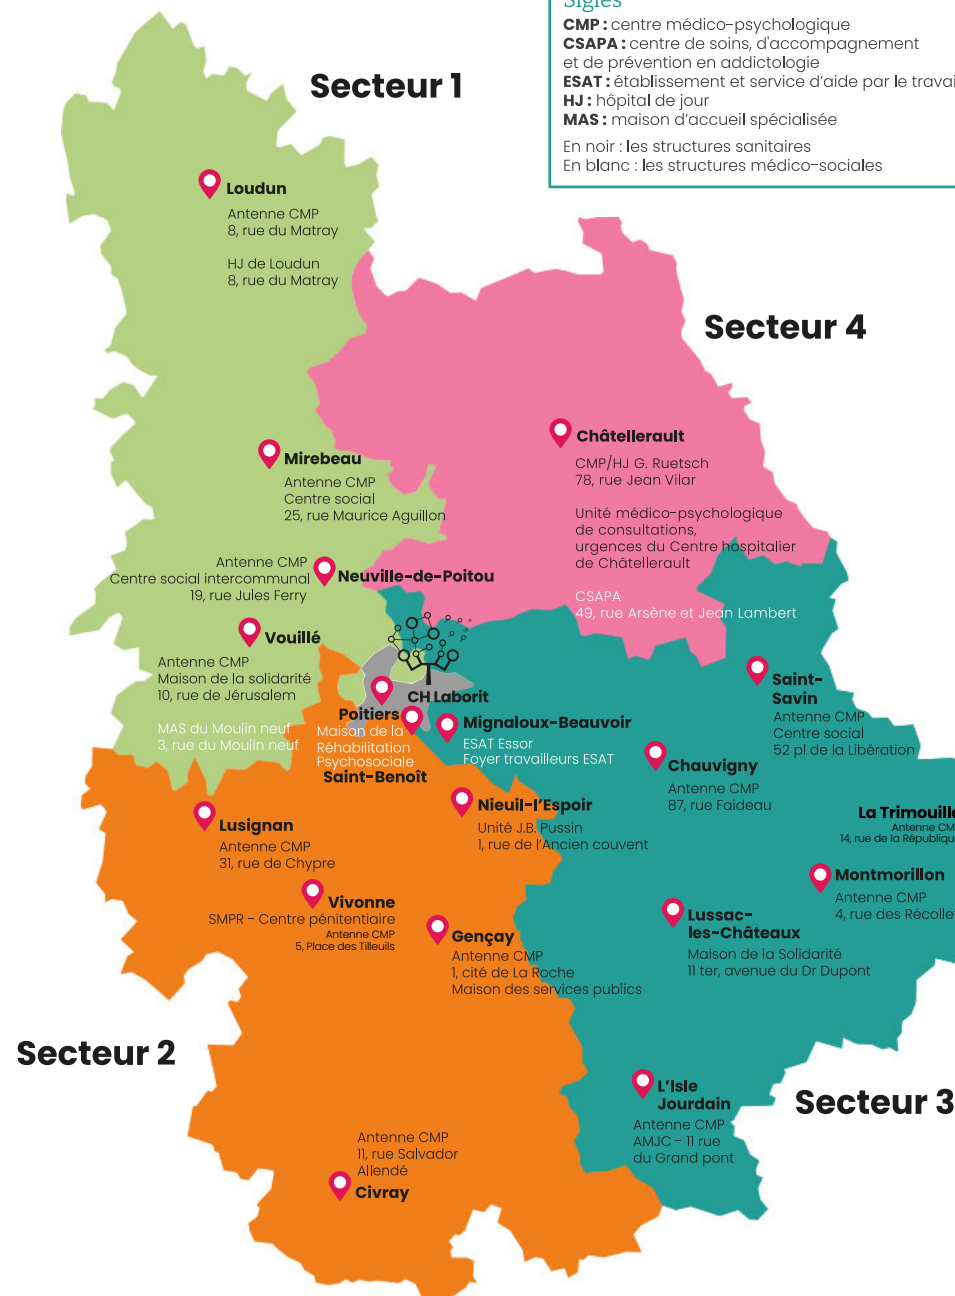 Sigles
CMP : centre médico-psychologique
CSAPA : centre de soins, d'accompagnement
et de prévention en addictologie
ESAT : établissement et service d'aide par le travai
HJ : hôpital de jour
MAS : maison d'accueil spécialisée
En noir : les structures sanitaires
En blanc : les structures médico-sociales
Secteur 1
Loudun
Antenne CMP
8, rue du Matray
HJ de Loudun
8, rue du Matray
Secteur 4
Châtellerault
CMP/HJ G. Ruetsch
78, rue Jean Vilar
Unité médico-psychologique
de consultations,
urgences du Centre hospitalier
de Châtellerault
CSAPA
49, rue Arsène et Jean Lambert
Mirebeau
Antenne CMP
Centre social
25, rue Maurice Aguillon
Antenne CMP
Centre social intercommunal
19, rue Jules Ferry
Neuville-de-Poitou
Vouillé
Antenne CMP
Maison de la solidarité
10, rue de Jérusalem
MAS du Moulin neuf
3, rue du Moulin neuf
CH Laborit
Poitiers
Maison de la
Réhabilitation
Psychosociale
Saint-Benoît
Mignaloux-Beauvoir
ESAT Essor
Foyer travailleurs ESAT
Saint-
Savin
Antenne CMP
Centre social
52 pl de la Libération
Chauvigny
Antenne CMP
87, rue Faideau
Nieuil-l'Espoir
Unité J.B. Pussin
1, rue de l'Ancien couvent
Lusignan
Antenne CMP
31, rue de Chypre
La Trimouille
Antenne CM
14, rue de la Républiqu
Montmorillon
Antenne CMP
4, rue des Récolle
Vivonne
SMPR - Centre pénitentiaire
Antenne CMP
5, Place des Tilleuils
Gençay
Antenne CMP
1, cité de La Roche
Maison des services publics
Lussac-
les-Châteaux
Maison de la Solidarité
11 ter, avenue du Dr Dupont
Secteur 2
L'Isle
Jourdain
Antenne CMP
AMJC - 11 rue
du Grand pont
Secteur 3
Antenne CMP
11, rue Salvador
Allendé
Civray